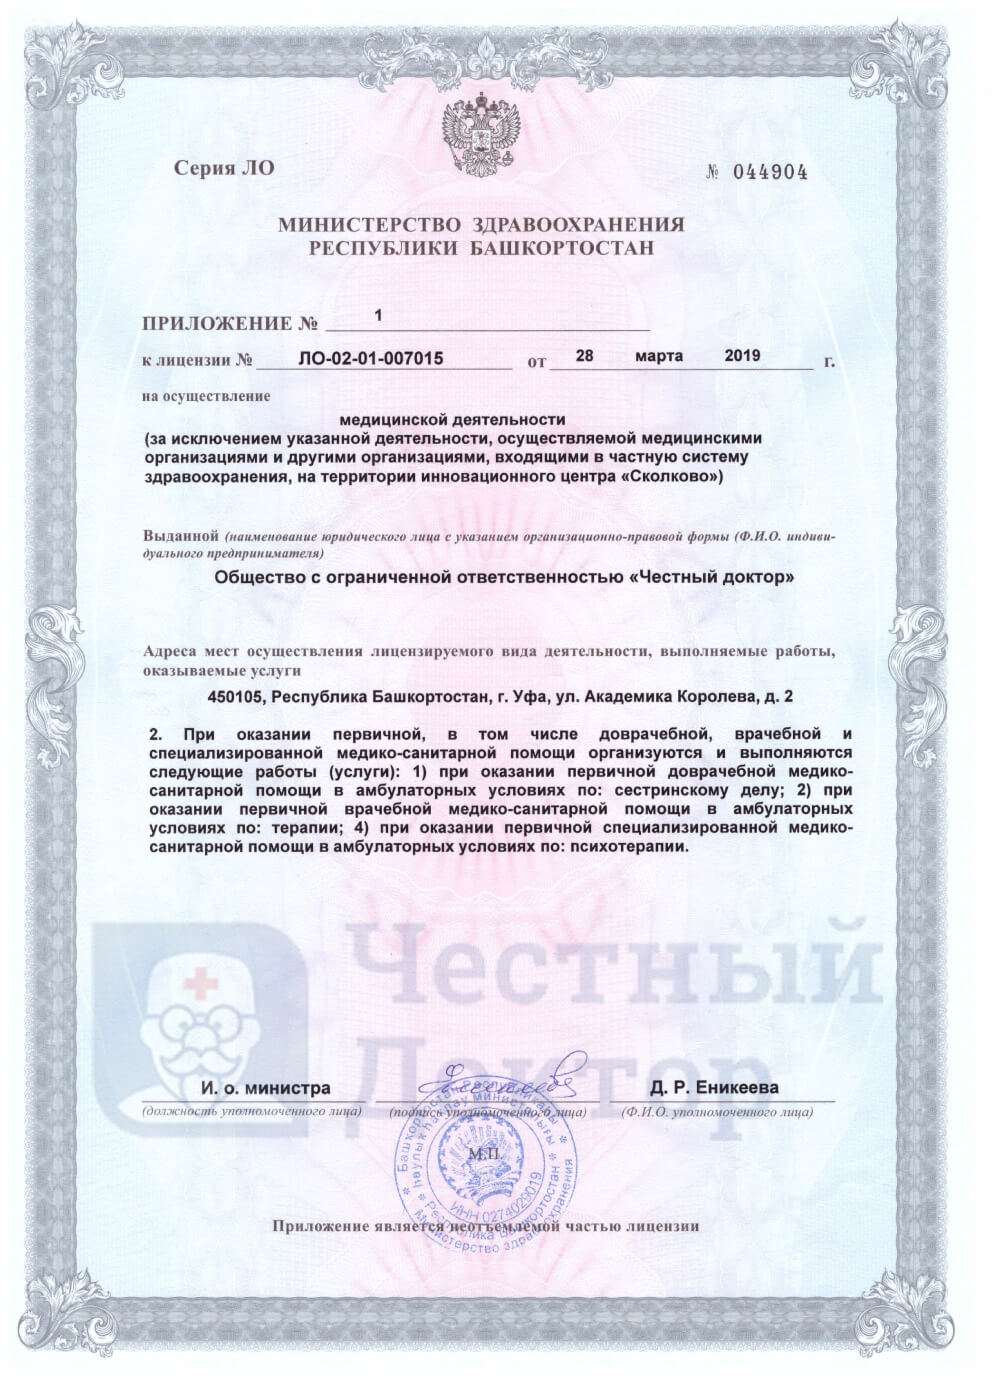 Серия ЛО
№ 044904
МИНИСТЕРСТВО ЗДРАВООХРАНЕНИЯ
РЕСПУБЛИКИ БАШКОРТОСТАН
ПРИЛОЖЕНИЕ № 1
к лицензии № ЛО-02-01-007015 от 28 марта 2019 г.
на осуществление
медицинской деятельности
(за исключением указанной деятельности, осуществляемой медицинскими
организациями и другими организациями, входящими в частную систему
здравоохранения, на территории инновационного центра «Сколково»)
Выданной (наименование юридического лица с указанием организационно-правовой формы (Ф.И.О. индиви-
дуального предпринимателя)
Общество с ограниченной ответственностью «Честный доктор»
Адреса мест осуществления лицензируемого вида деятельности, выполняемые работы,
оказываемые услуги
450105, Республика Башкортостан, г. Уфа, ул. Академика Королева, д. 2
2. При оказании первичной, в том числе доврачебной, врачебной и
специализированной медико-санитарной помощи организуются и выполняются
следующие работы (услуги): 1) при оказании первичной доврачебной медико-
санитарной помощи в амбулаторных условиях по: сестринскому делу; 2) при
оказании первичной врачебной медико-санитарной помощи в амбулаторных
условиях по: терапии; 4) при оказании первичной специализированной медико-
санитарной помощи в амбулаторных условиях по: психотерапии.
Честный
Доктор
И. о. министра
Д. Р. Еникеева
(должность уполномоченного лица)
(подпись уполномоченного лица)
(Ф.И.О. уполномоченного лица)
Башкортостан Республикаһы
һаулыҡ һаҡлау министрлығы
М.П.
ИНН 0274029019
Республика Башкортостан
Министерство здравоохранения
Приложение является неотъемлемой частью лицензии